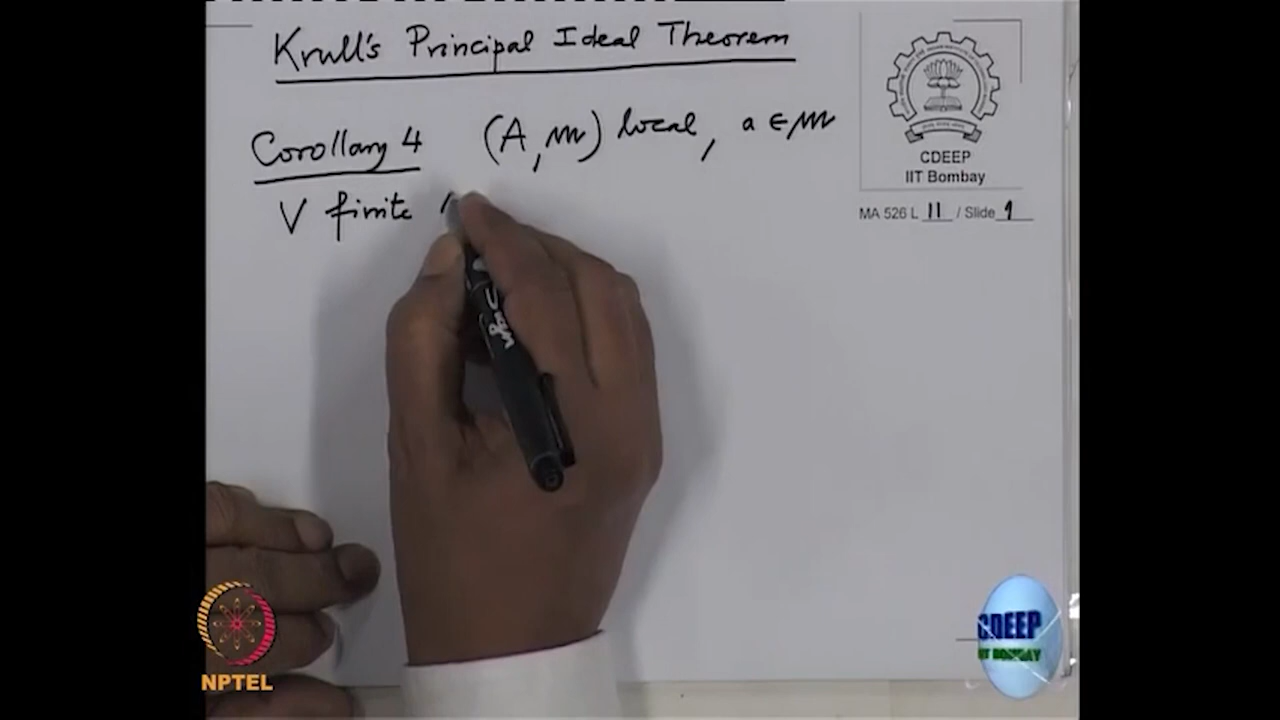 Krull's Principal Ideal Theorem
Corollary 4 (A, m) local, a ∈ m
V finite
CDEEP
IIT Bombay
MA 526 L 11 / Slide 1
NPTEL
CDEEP
IIT BOMBAY